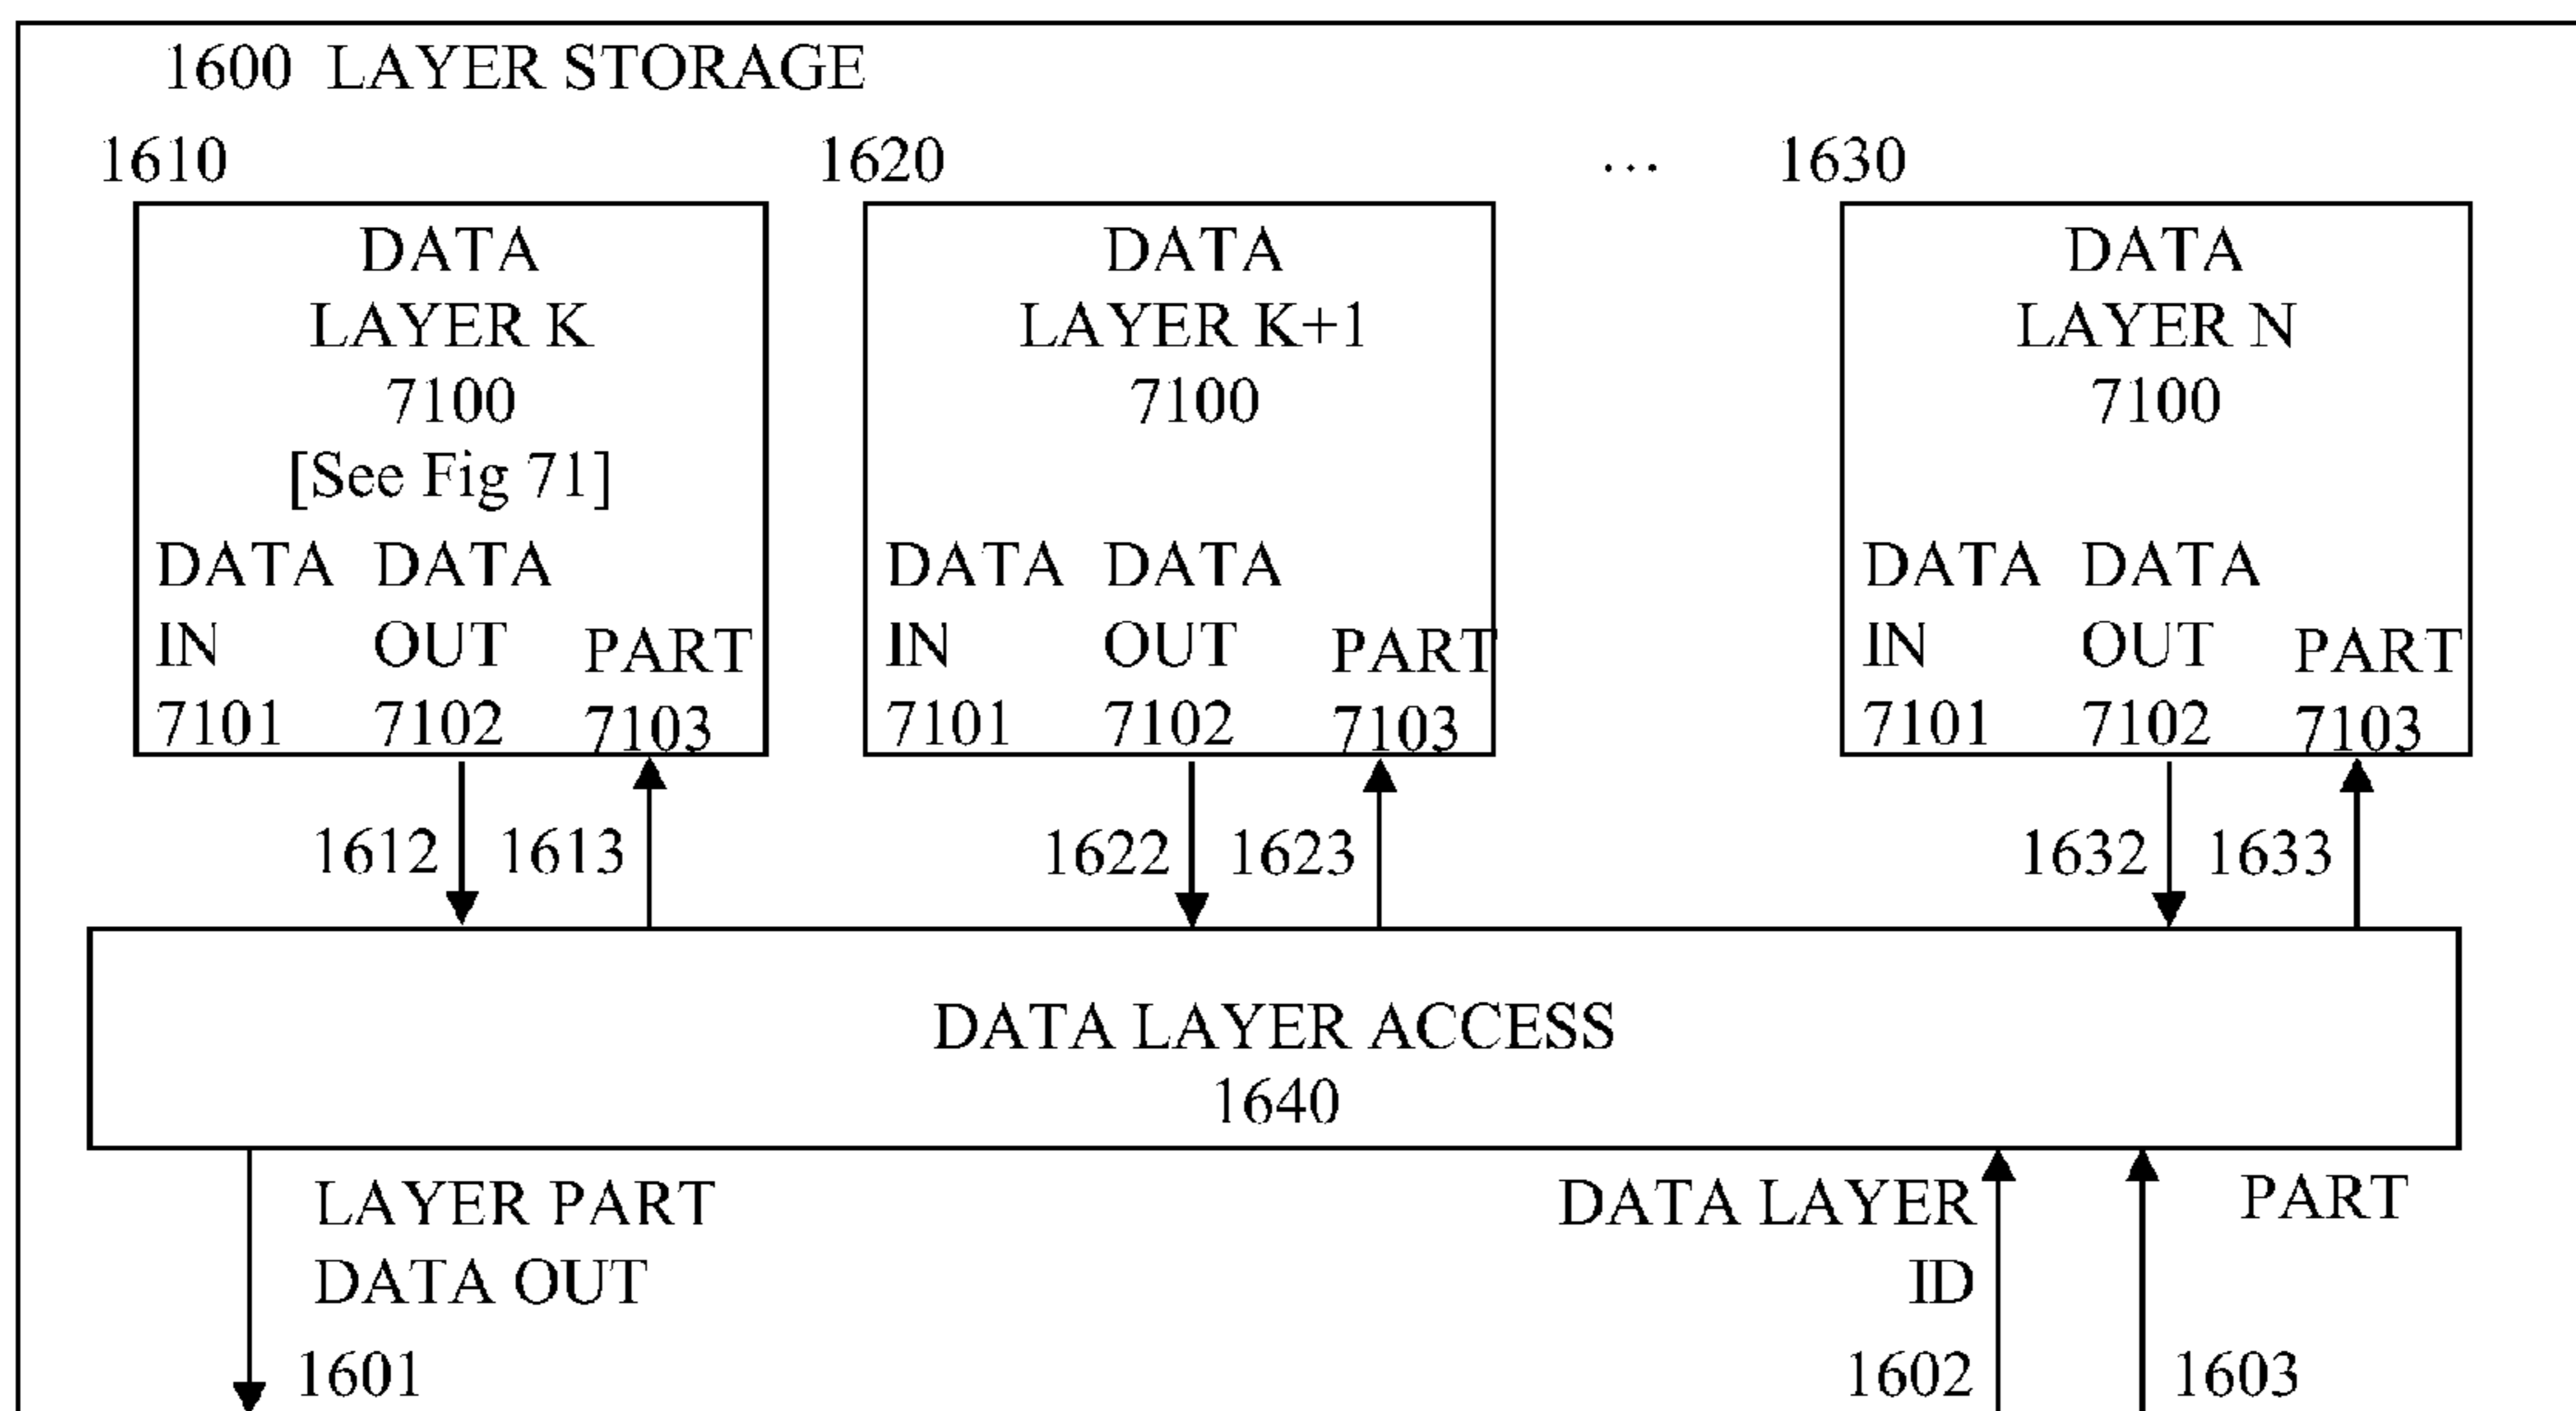 1600 LAYER STORAGE
1610 1620 ... 1630
DATA
LAYER K
7100
[See Fig 71]
DATA DATA
IN OUT PART
7101 7102 7103
DATA
LAYER K+1
7100
DATA DATA
IN OUT PART
7101 7102 7103
DATA
LAYER N
7100
DATA DATA
IN OUT PART
7101 7102 7103
1612 1613 1622 1623 1632 1633
DATA LAYER ACCESS
1640
LAYER PART
DATA OUT
1601
DATA LAYER
ID
1602
PART
1603